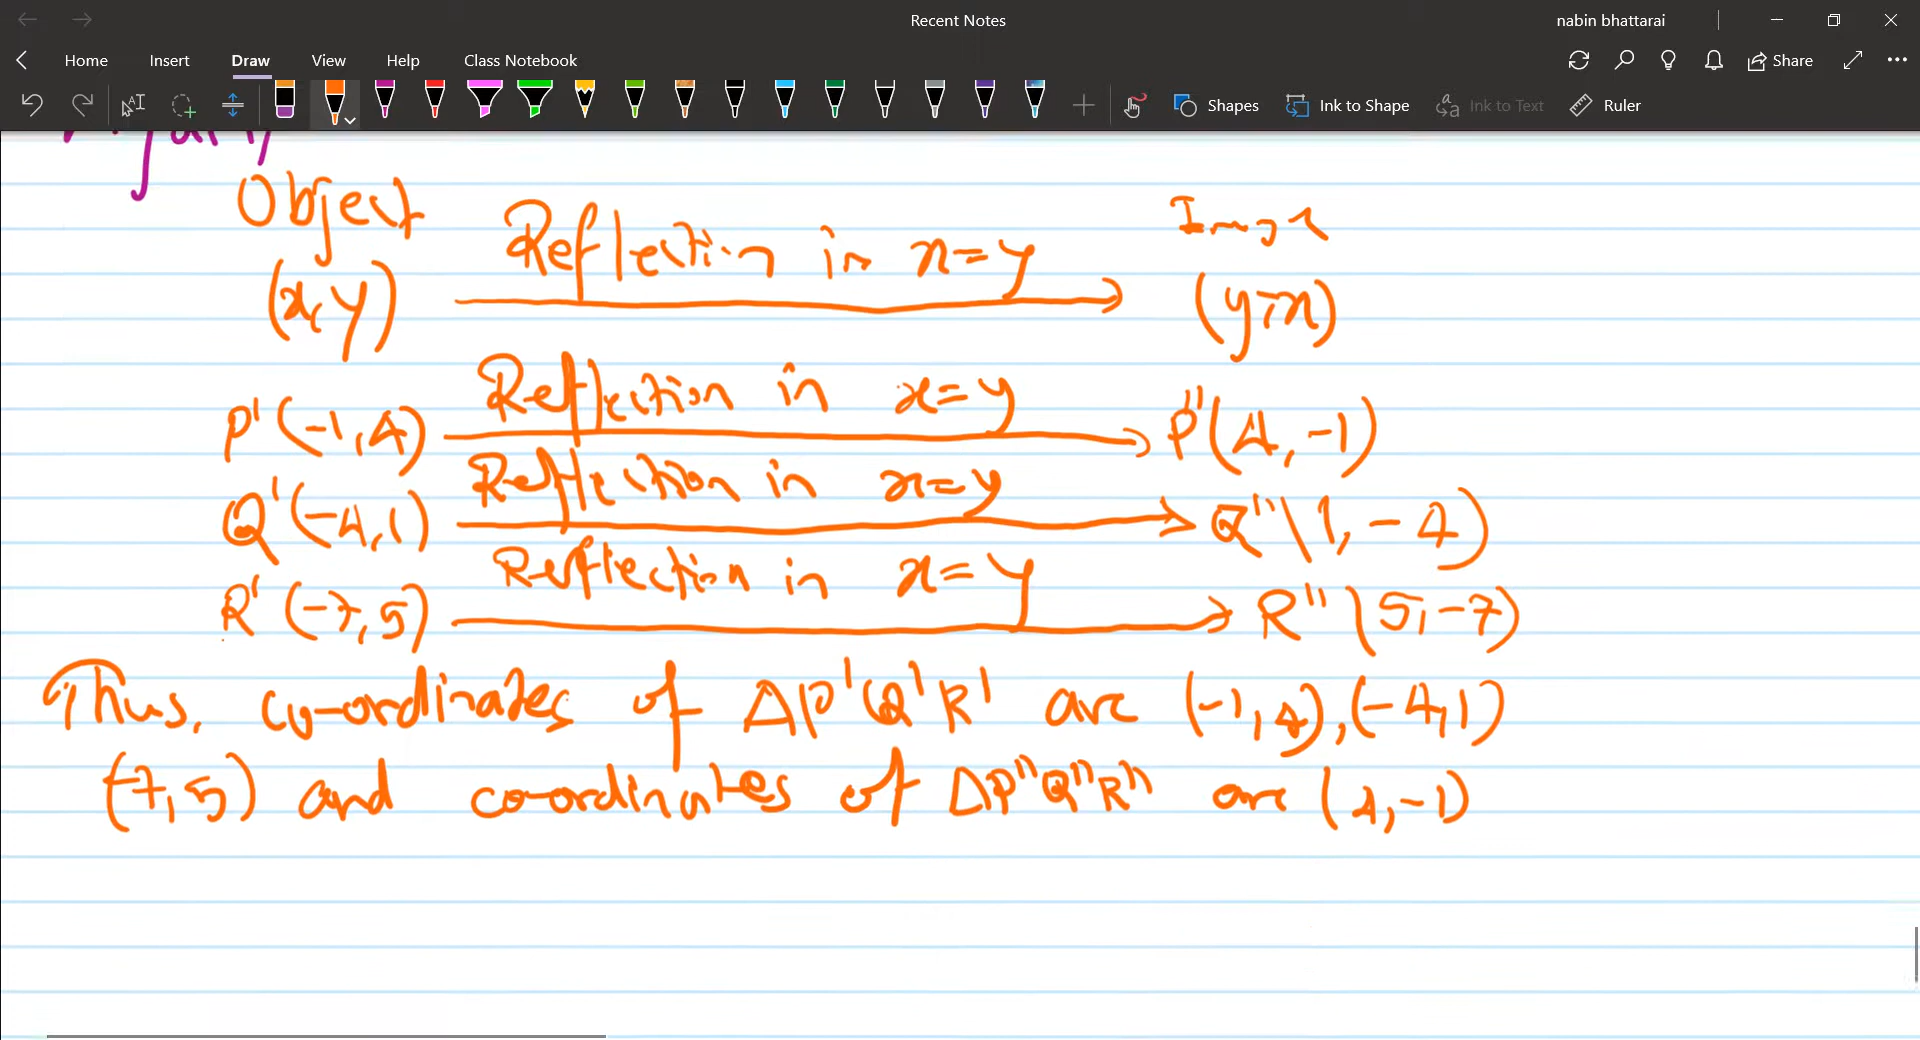 Recent Notes
nabin bhattarai
Home Insert Draw View Help Class Notebook
Share
Shapes Ink to Shape Ink to Text Ruler
Object Reflection in x=y
(x,y) (y,x)
P'(-1,4) Reflection in x=y P"(4,-1)
Q'(-4,1) Reflection in x=y Q"(1,-4)
R'(-7,5) Reflection in x=y R"(5,-7)
Thus, co-ordinates of ΔP'Q'R' are (-1,4),(-4,1)
(-7,5) and co-ordinates of ΔP"Q"R" are (4,-1)